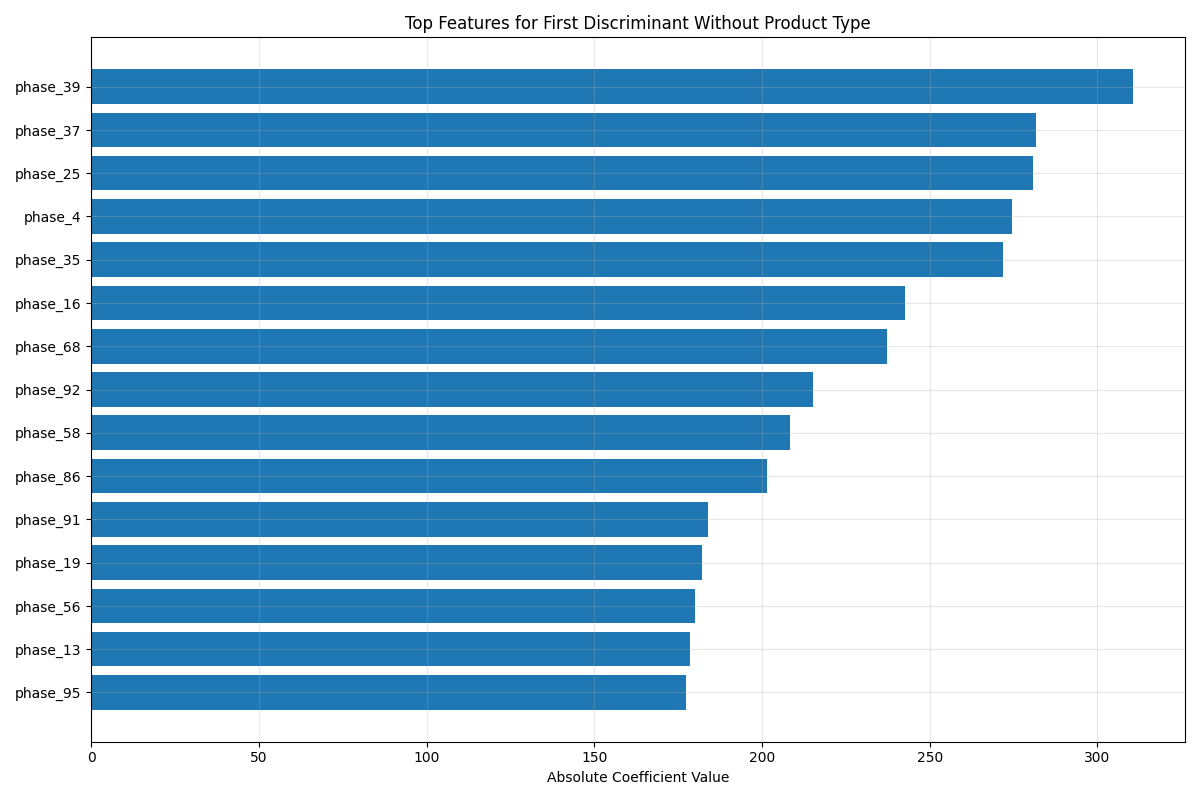 Top Features for First Discriminant Without Product Type
phase_39
phase_37
phase_25
phase_4
phase_35
phase_16
phase_68
phase_92
phase_58
phase_86
phase_91
phase_19
phase_56
phase_13
phase_95
0 50 100 150 200 250 300
Absolute Coefficient Value